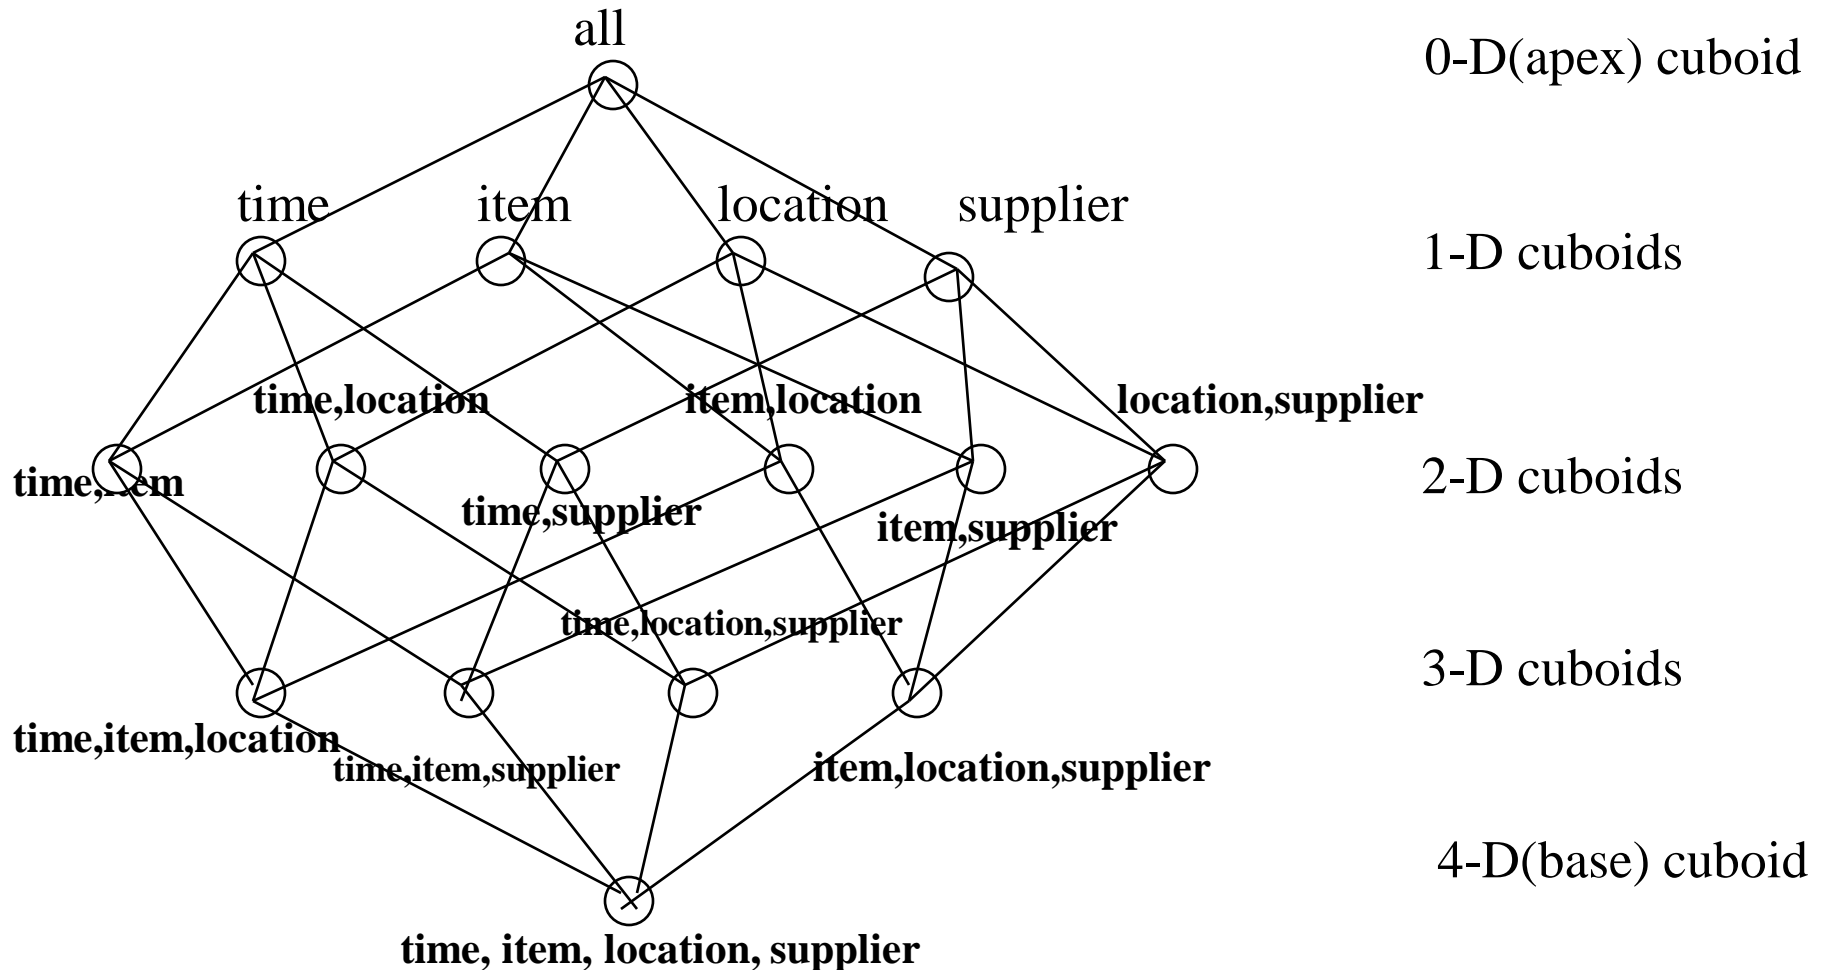 all
0-D(apex) cuboid
time
item
location
supplier
1-D cuboids
time,location
item,location
location,supplier
time,item
2-D cuboids
time,supplier
item,supplier
time,location,supplier
3-D cuboids
time,item,location
time,item,supplier
item,location,supplier
4-D(base) cuboid
time, item, location, supplier